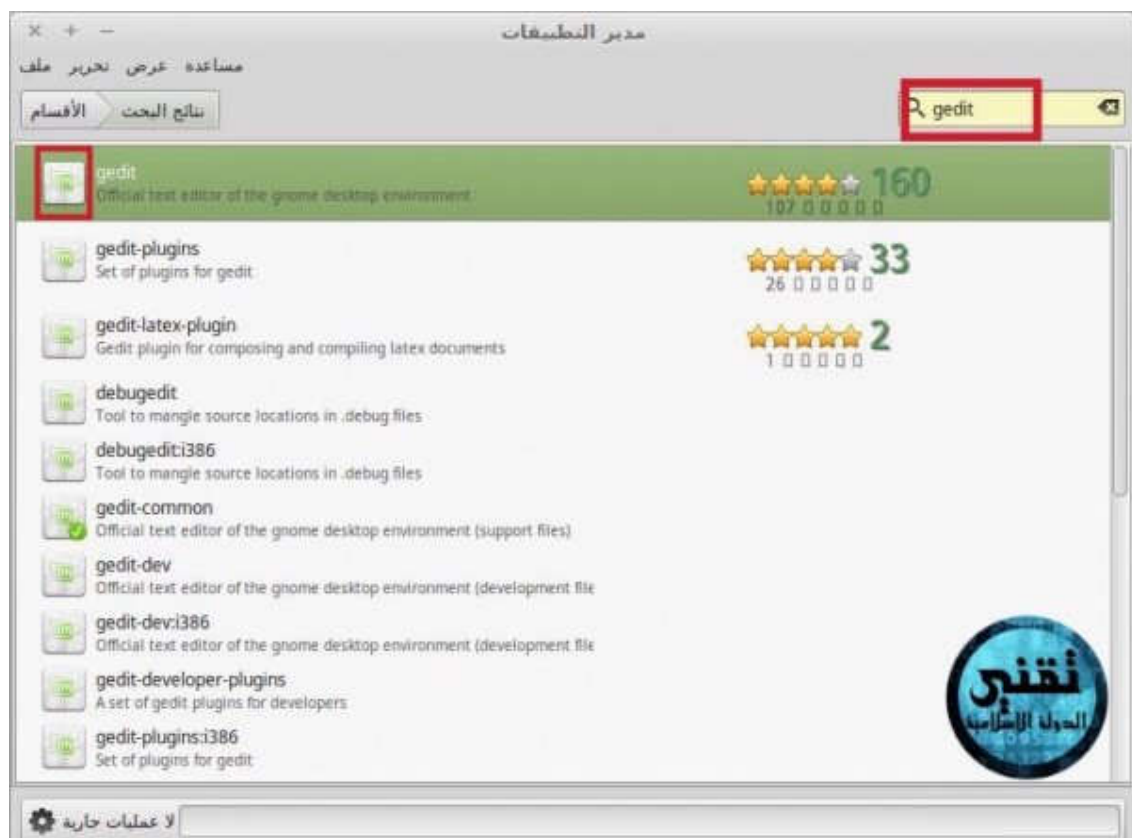 مدير التطبيقات
ملف تحرير عرض مساعدة
الأقسام نتائج البحث
gedit
gedit
Official text editor of the gnome desktop environment
160
107
gedit-plugins
Set of plugins for gedit
33
26
gedit-latex-plugin
Gedit plugin for composing and compiling latex documents
2
1
debugedit
Tool to mangle source locations in .debug files
debugedit:i386
Tool to mangle source locations in .debug files
gedit-common
Official text editor of the gnome desktop environment (support files)
gedit-dev
Official text editor of the gnome desktop environment (development file
gedit-dev:i386
Official text editor of the gnome desktop environment (development file
gedit-developer-plugins
A set of gedit plugins for developers
gedit-plugins:i386
Set of plugins for gedit
تقني
الدولة الإسلامية
لا عمليات جارية